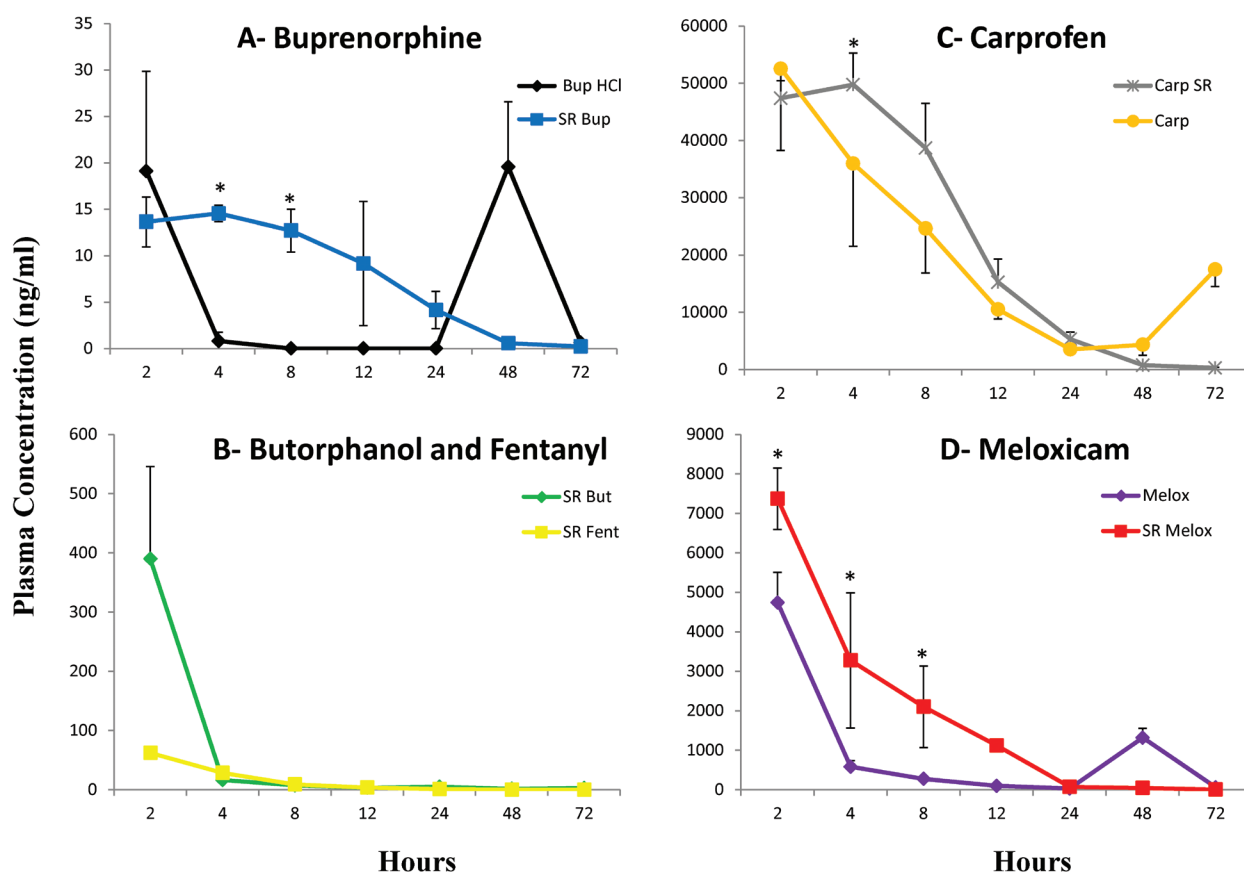 Plasma Concentration (ng/ml)
A- Buprenorphine
35
30
25
20
15
10
5
0
Bup HCl
SR Bup
*
*
2 4 8 12 24 48 72
C- Carprofen
60000
50000
40000
30000
20000
10000
0
*
Carp SR
Carp
2 4 8 12 24 48 72
B- Butorphanol and Fentanyl
600
500
400
300
200
100
0
SR But
SR Fent
2 4 8 12 24 48 72
Hours
D- Meloxicam
9000
8000
7000
6000
5000
4000
3000
2000
1000
0
*
*
*
Melox
SR Melox
2 4 8 12 24 48 72
Hours